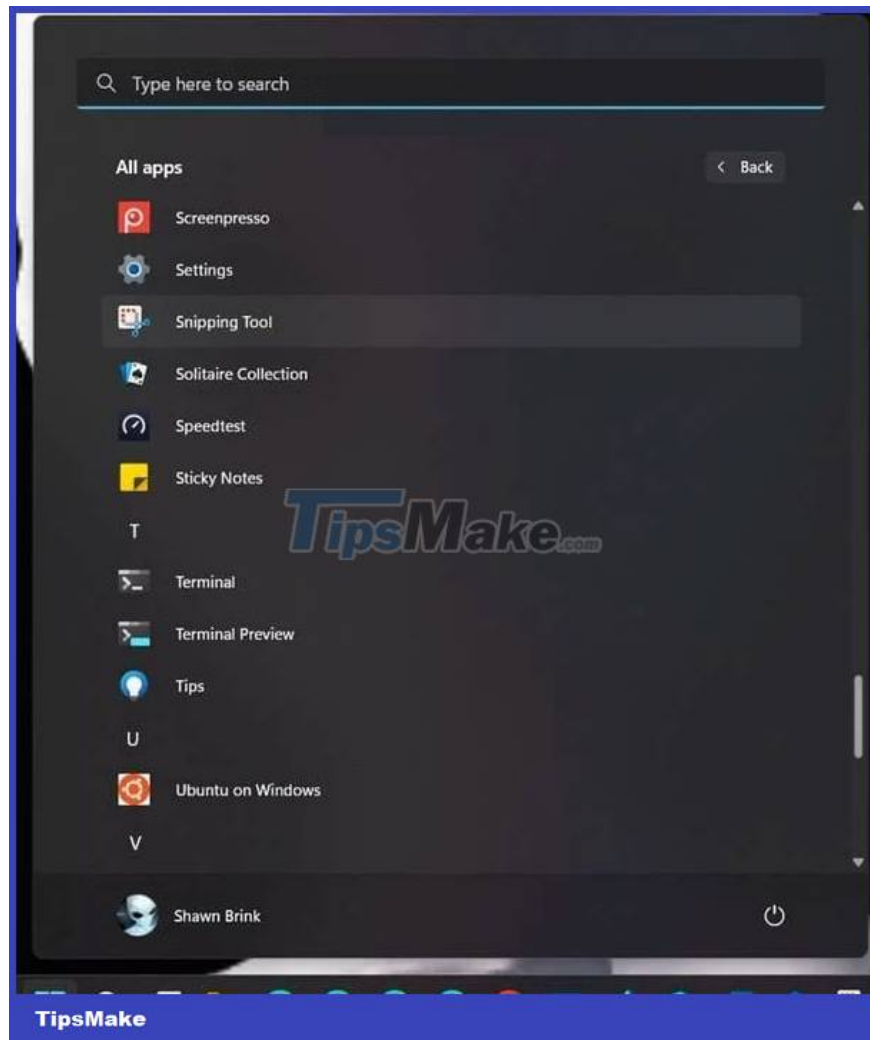 Type here to search
All apps
Back
Screenpresso
Settings
Snipping Tool
Solitaire Collection
Speedtest
Sticky Notes
TipsMake.com
T
Terminal
Terminal Preview
Tips
U
Ubuntu on Windows
V
Shawn Brink
TipsMake